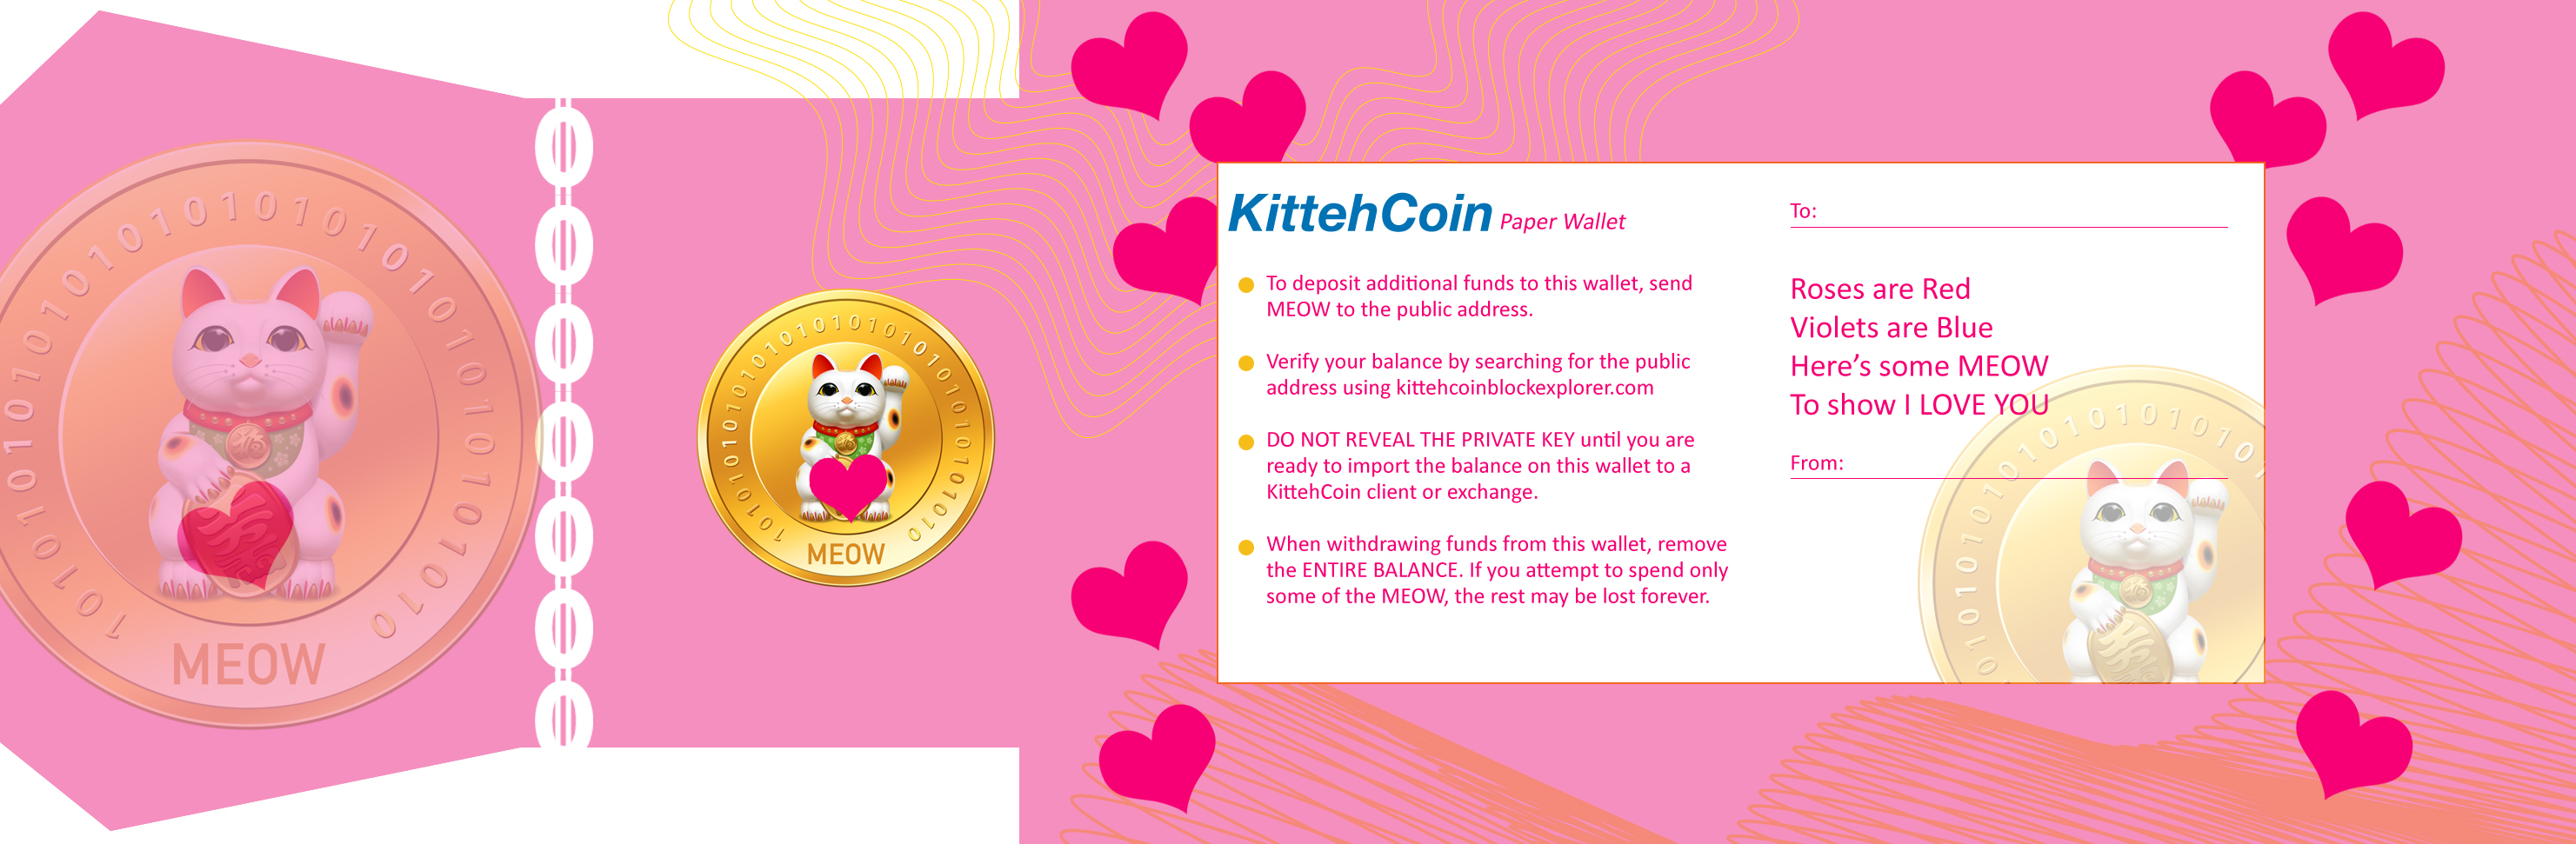 MEOW
MEOW
KittehCoin Paper Wallet
To deposit additional funds to this wallet, send
MEOW to the public address.
Verify your balance by searching for the public
address using kittehcoinblockexplorer.com
DO NOT REVEAL THE PRIVATE KEY until you are
ready to import the balance on this wallet to a
KittehCoin client or exchange.
When withdrawing funds from this wallet, remove
the ENTIRE BALANCE. If you attempt to spend only
some of the MEOW, the rest may be lost forever.
To:
Roses are Red
Violets are Blue
Here’s some MEOW
To show I LOVE YOU
From: